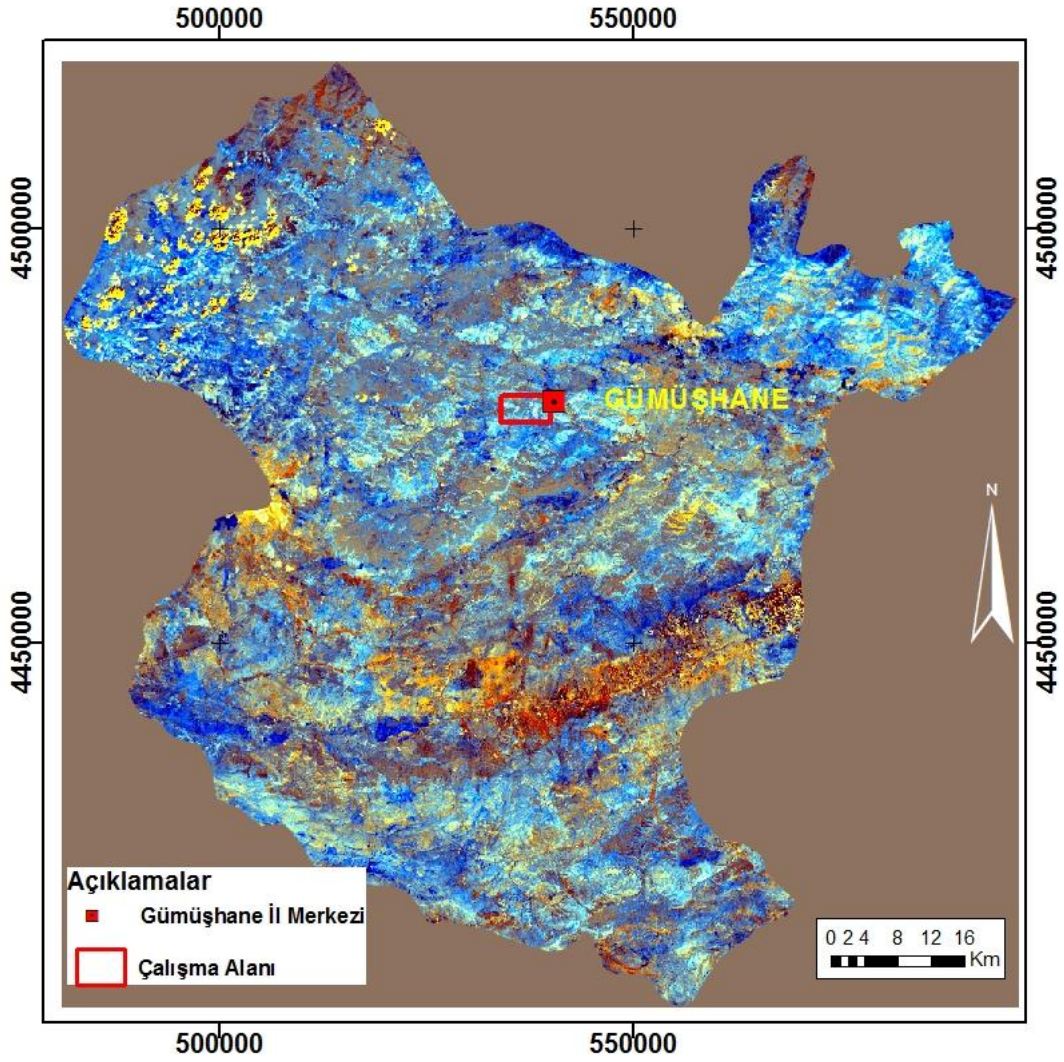 500000 550000
4500000 4500000
GÜMÜŞHANE
N
4450000 4450000
Açıklamalar
Gümüşhane İl Merkezi
Çalışma Alanı
0 2 4 8 12 16
Km
500000 550000